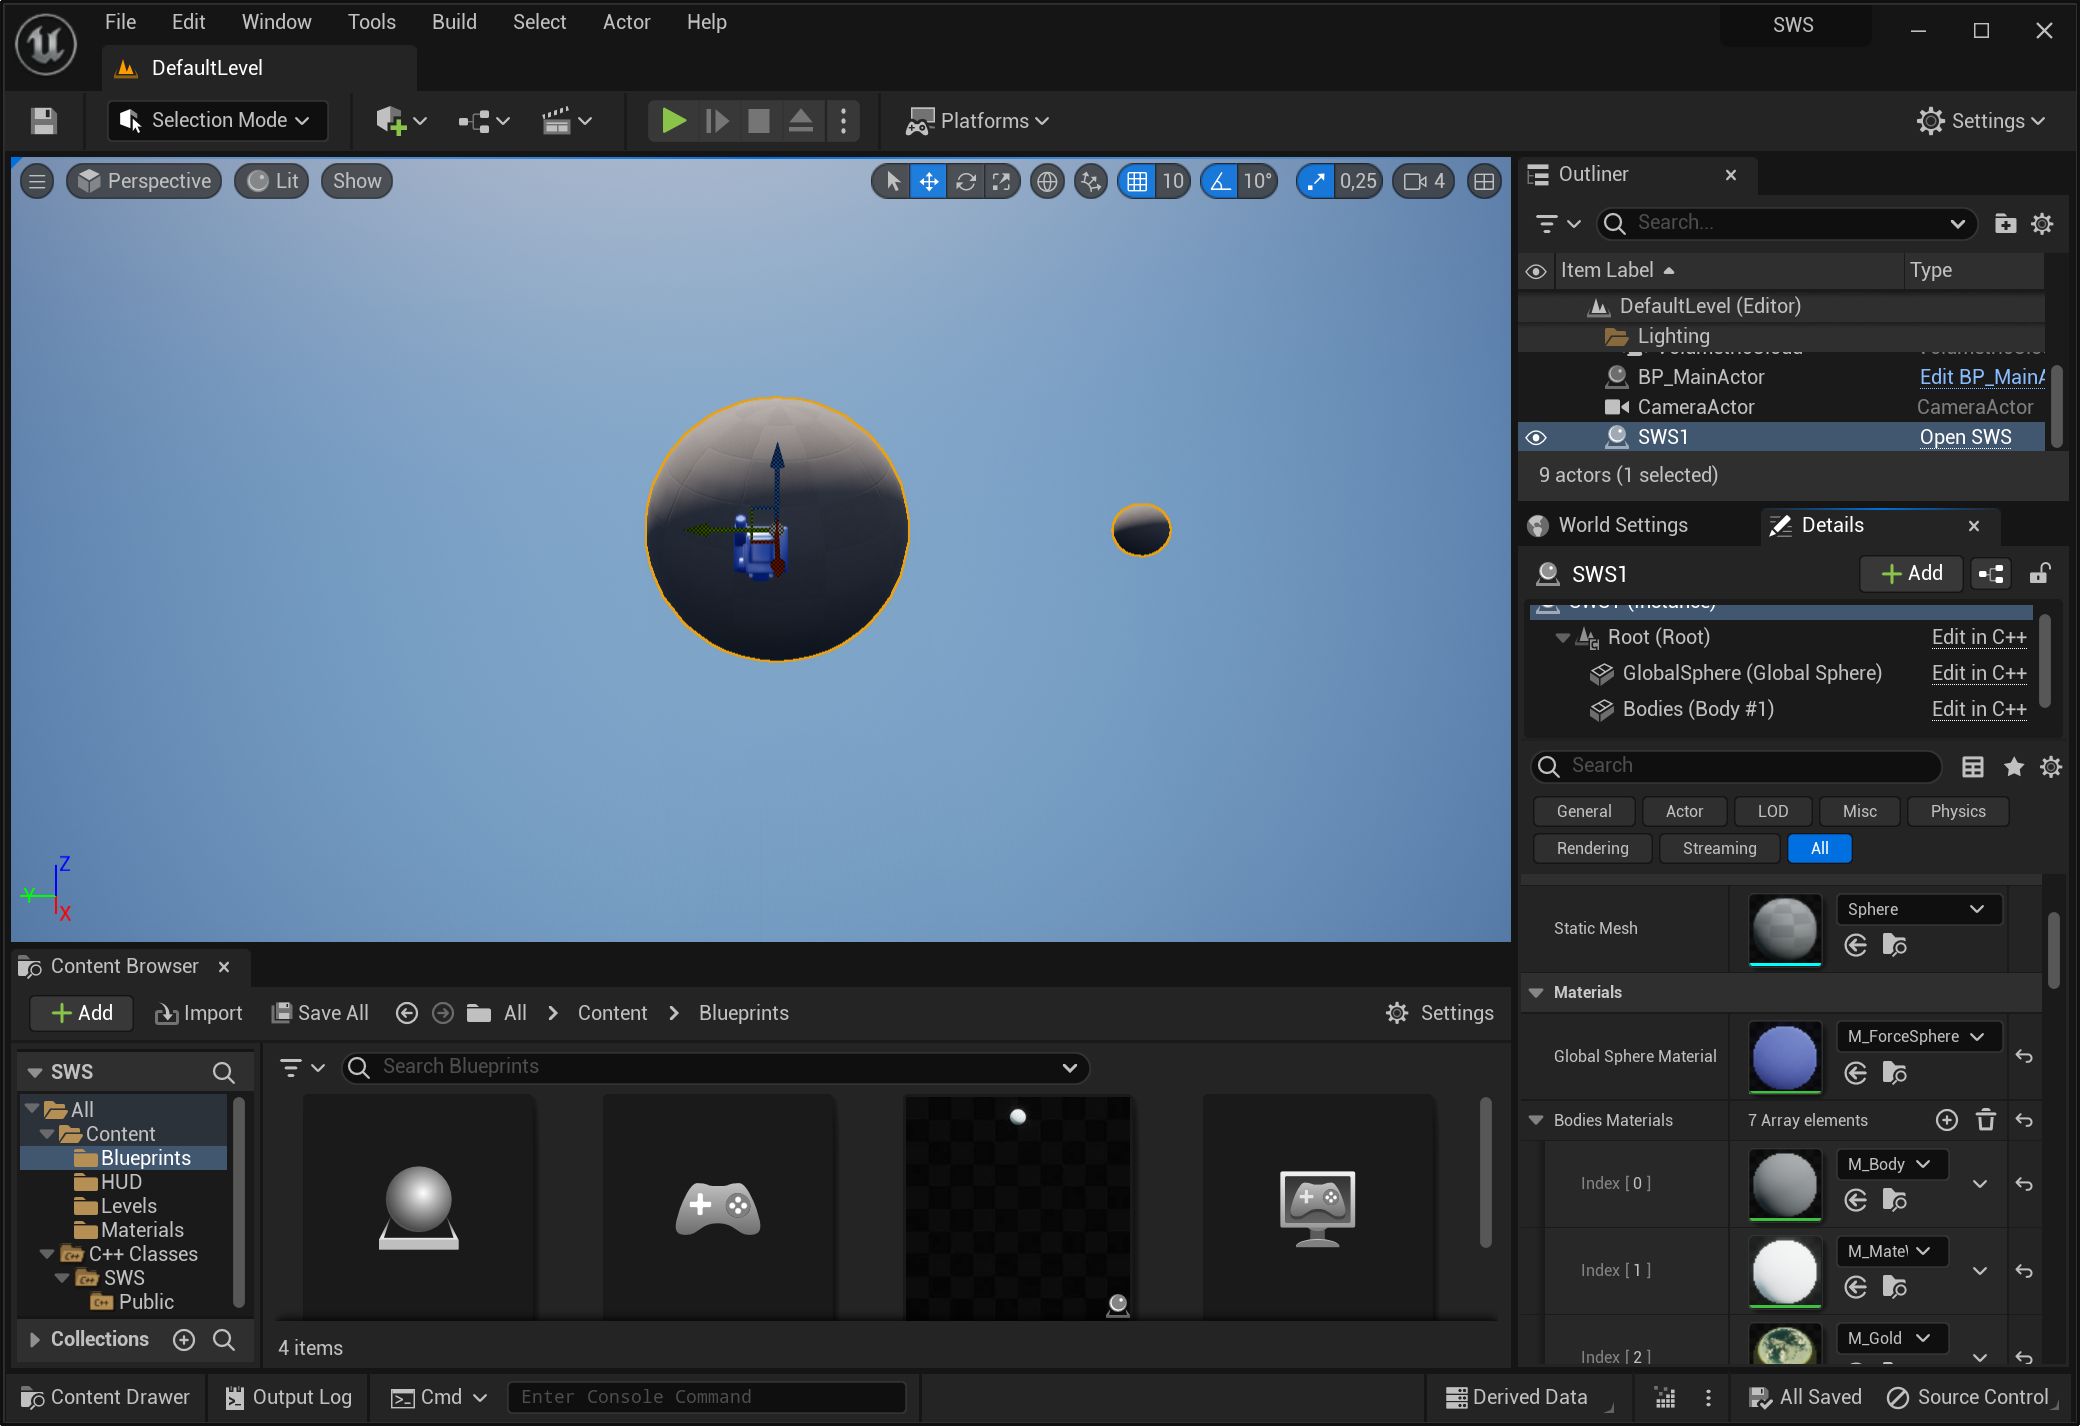 File Edit Window Tools Build Select Actor Help
SWS
DefaultLevel
Selection Mode
Platforms
Settings
Perspective Lit Show
10 10° 0,25 4
Z
Y
X
Outliner
Search...
Item Label Type
DefaultLevel (Editor)
Lighting
BP_MainActor Edit BP_MainA
CameraActor CameraActor
SWS1 Open SWS
9 actors (1 selected)
World Settings Details
SWS1 Add
SWS1 (Instance)
Root (Root) Edit in C++
GlobalSphere (Global Sphere) Edit in C++
Bodies (Body #1) Edit in C++
Search
General Actor LOD Misc Physics
Rendering Streaming All
Static Mesh Sphere
Materials
Global Sphere Material M_ForceSphere
Bodies Materials 7 Array elements
Index [ 0 ] M_Body
Index [ 1 ] M_Mate
Index [ 2 ] M_Gold
Content Browser
Add Import Save All All Content Blueprints Settings
SWS
All
Content
Blueprints
HUD
Levels
Materials
C++ Classes
C++
SWS
C++
Public
C++
Collections
Search Blueprints
4 items
Content Drawer Output Log Cmd Enter Console Command Derived Data All Saved Source Control